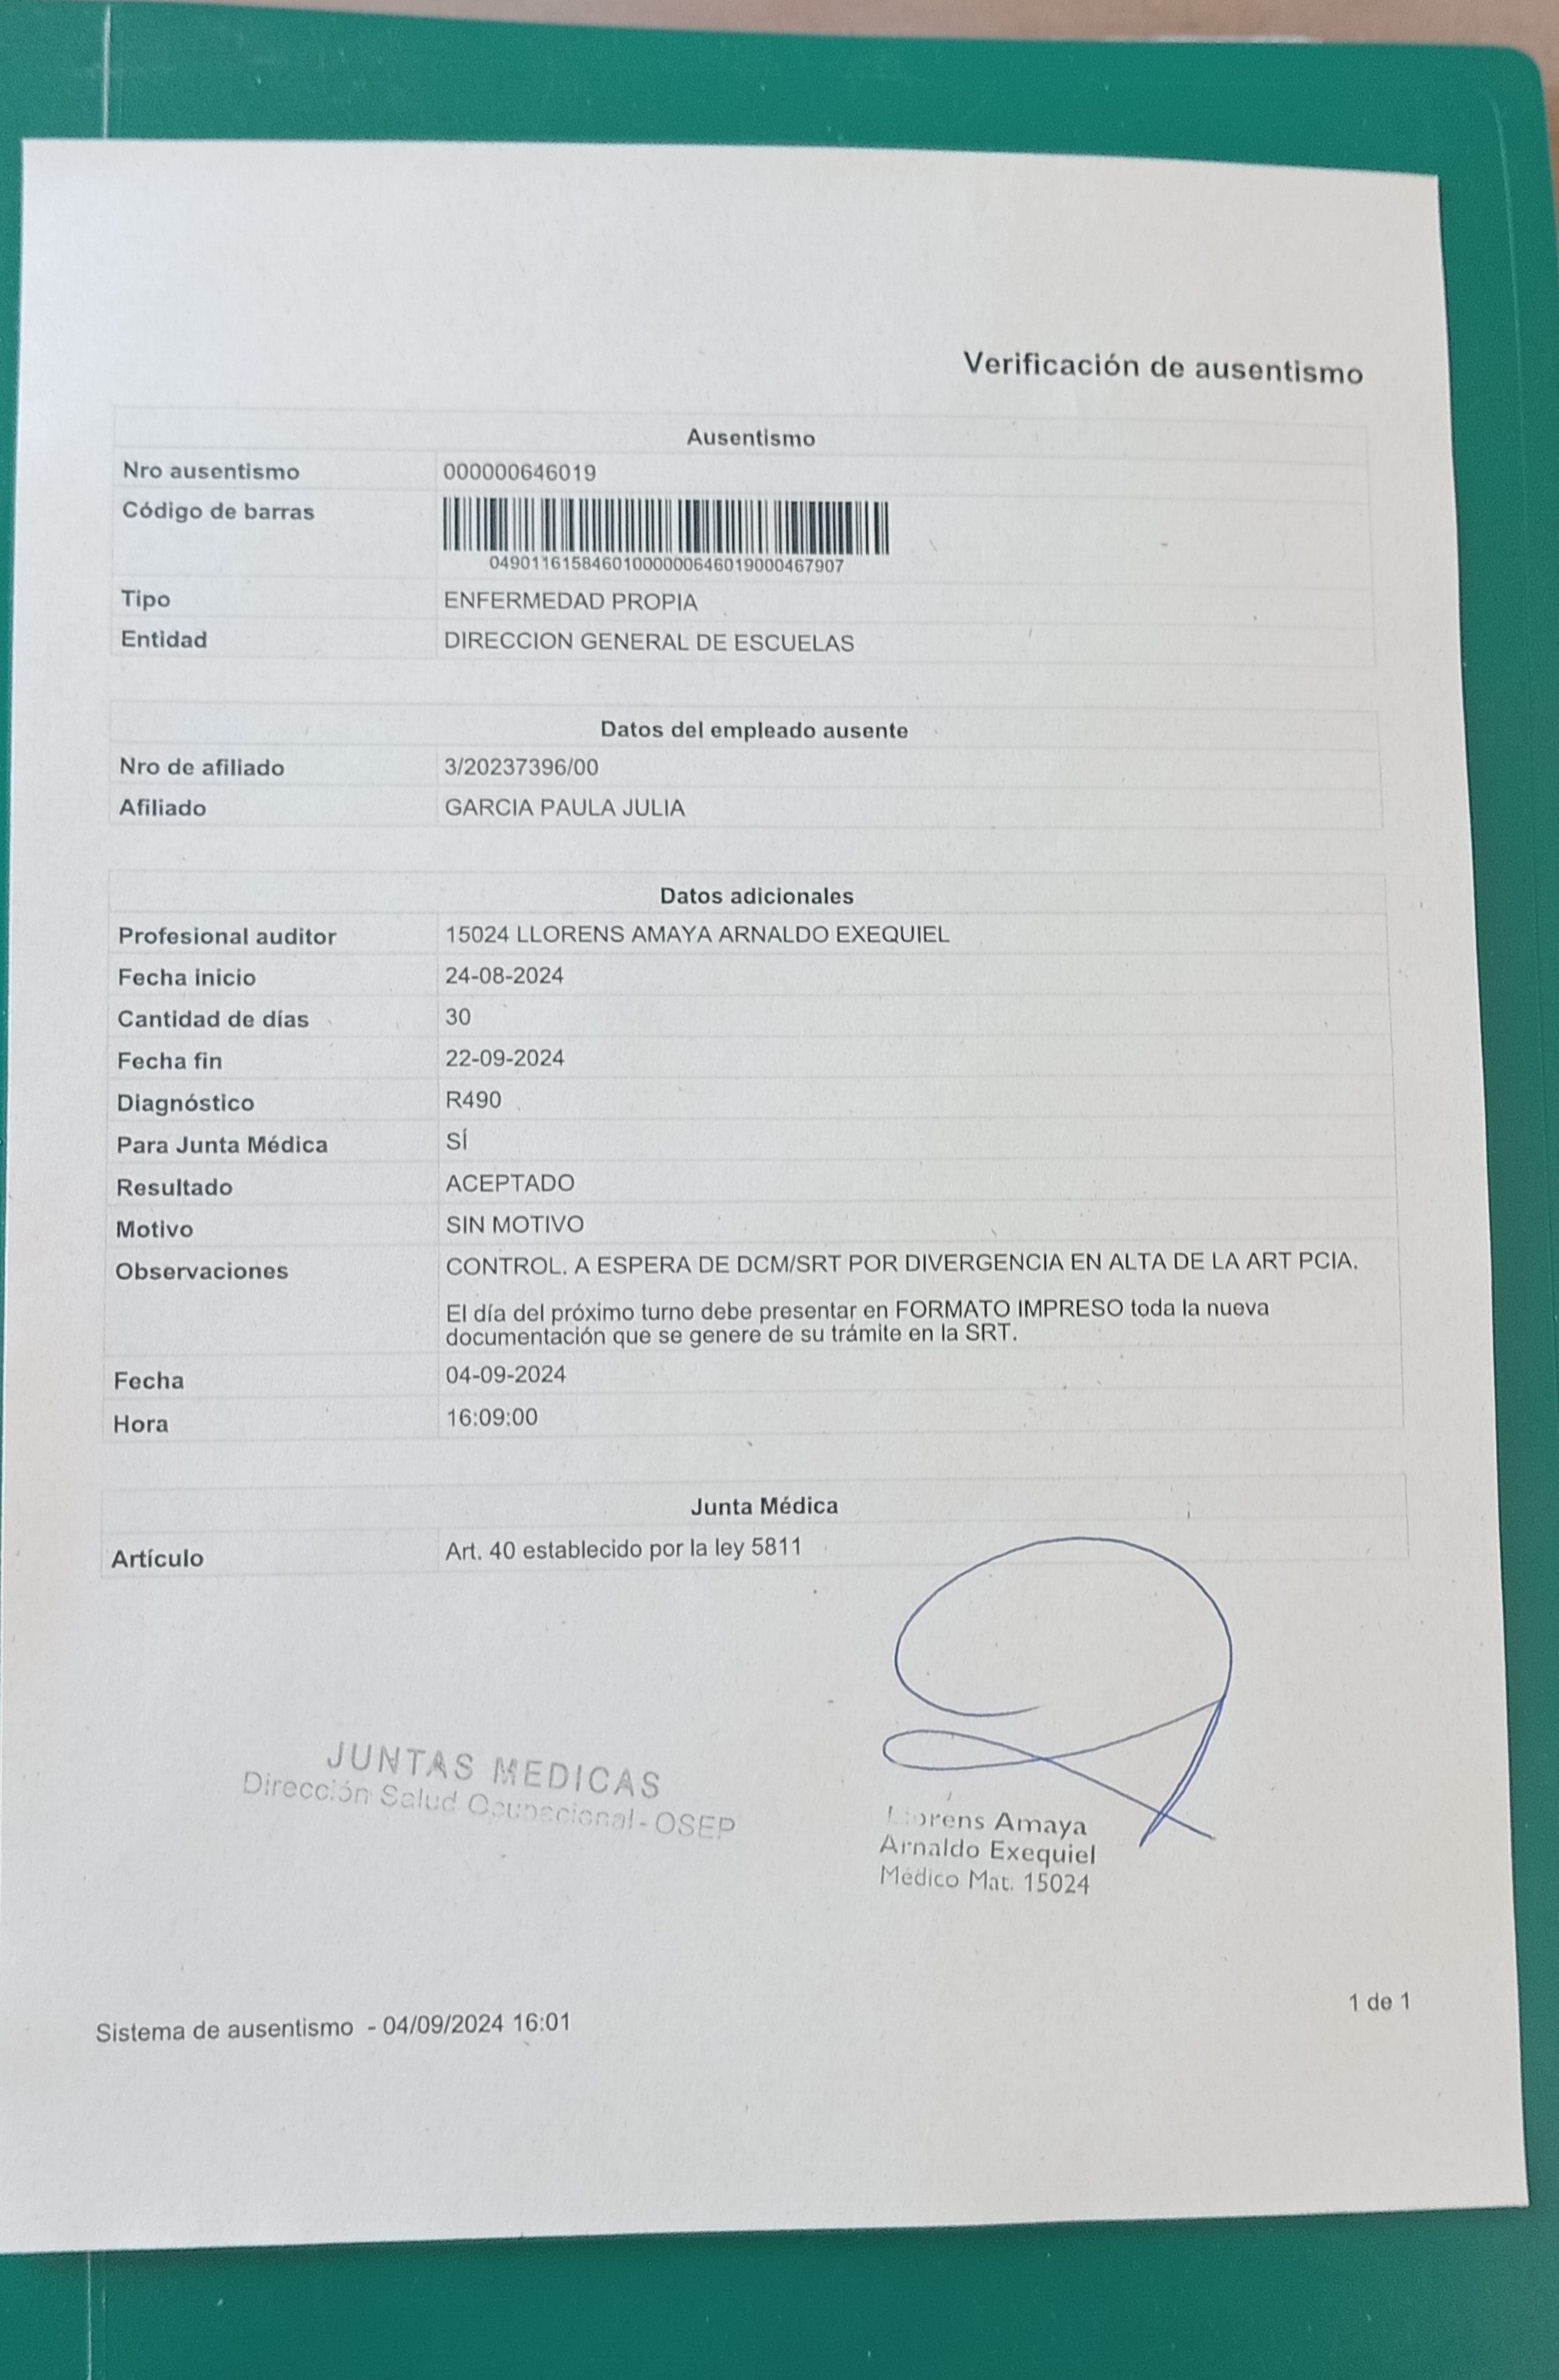 Verificación de ausentismo
Ausentismo
Nro ausentismo 000000646019
Código de barras
0490116158460100000064601900046790​7
Tipo ENFERMEDAD PROPIA
Entidad DIRECCION GENERAL DE ESCUELAS
Datos del empleado ausente
Nro de afiliado 3/20237396/00
Afiliado GARCIA PAULA JULIA
Datos adicionales
Profesional auditor 15024 LLORENS AMAYA ARNALDO EXEQUIEL
Fecha inicio 24-08-2024
Cantidad de días 30
Fecha fin 22-09-2024
Diagnóstico R490
Para Junta Médica SÍ
Resultado ACEPTADO
Motivo SIN MOTIVO
Observaciones CONTROL. A ESPERA DE DCM/SRT POR DIVERGENCIA EN ALTA DE LA ART PCIA.
El día del próximo turno debe presentar en FORMATO IMPRESO toda la nueva
documentación que se genere de su trámite en la SRT.
Fecha 04-09-2024
Hora 16:09:00
Junta Médica
Artículo Art. 40 establecido por la ley 5811
JUNTAS MEDICAS
Dirección Salud Ocupacional - OSEP
Llorens Amaya
Arnaldo Exequiel
Médico Mat. 15024
Sistema de ausentismo - 04/09/2024 16:01
1 de 1